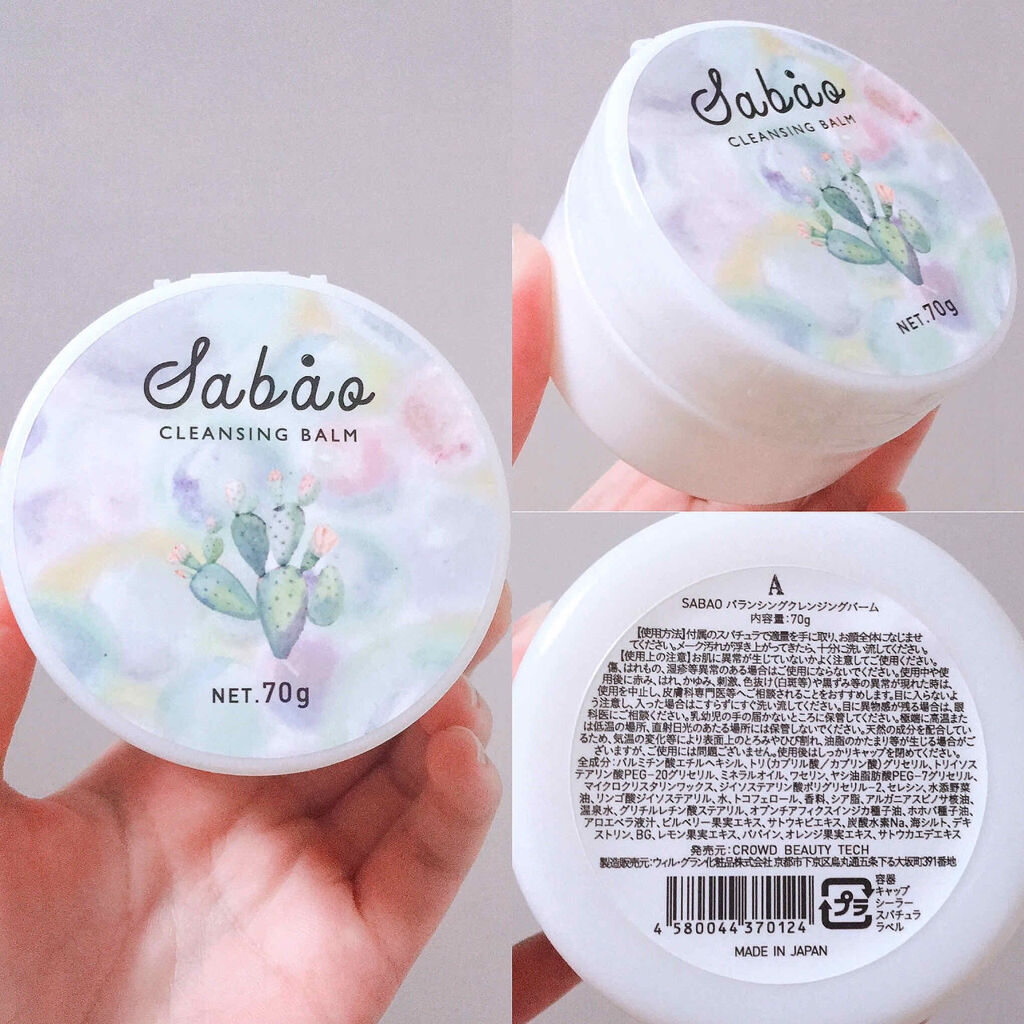 Sabao
CLEANSING BALM
NET.70g
Sabao
CLEANSING BALM
NET.70g
A
SABAO バランシングクレンジングバーム
内容量:70g
【使用方法】付属のスパチュラで適量を手に取り、お顔全体になじませ
てください。メーク汚れが浮き上がってきたら、十分に洗い流してください。
【使用上の注意】お肌に異常が生じていないかよく注意してご使用ください。
傷、はれもの、湿疹等異常のある場合はご使用にならないでください。使用中や使
用後に赤み、はれ、かゆみ、刺激、色抜け(白斑等)や黒ずみ等の異常が現れた時は、
使用を中止し、皮膚科専門医等へご相談されることをおすすめします。目に入らないよ
う注意し、入った場合はこすらずにすぐ洗い流してください。目に異物感が残る場合は、眼
科医にご相談ください。乳幼児の手の届かないところに保管してください。極端に高温また
は低温の場所、直射日光のあたる場所には保管しないでください。天然の成分を配合してい
るため、気温の変化等により表面上のとろみやひび割れ、油脂のかたまり等が生じる場合がご
ざいますが、ご使用には問題ございません。使用後はしっかりキャップを閉めてください。
全成分:パルミチン酸エチルヘキシル、トリ(カプリル酸/カプリン酸)グリセリル、トリイソス
テアリン酸PEG-20グリセリル、ミネラルオイル、ワセリン、ヤシ油脂肪酸PEG-7グリセリル、
マイクロクリスタリンワックス、ジイソステアリン酸ポリグリセリル-2、セレシン、水添野菜
油、リンゴ酸ジイソステアリル、水、トコフェロール、香料、シア脂、アルガニアスピノサ核油、
温泉水、グリチルレチン酸ステアリル、オプンチアフィクスインジカ種子油、ホホバ種子油、
アロエベラ液汁、ビルベリー果実エキス、サトウキビエキス、炭酸水素Na、海シルト、デキ
ストリン、BG、レモン果実エキス、パパイン、オレンジ果実エキス、サトウカエデエキス
発売元:CROWD BEAUTY TECH
製造販売元:ウィル・グラン化粧品株式会社 京都市下京区烏丸通五条下る大坂町391番地
4 580044 370124
プラ
容器
キャップ
シーラー
スパチュラ
ラベル
MADE IN JAPAN